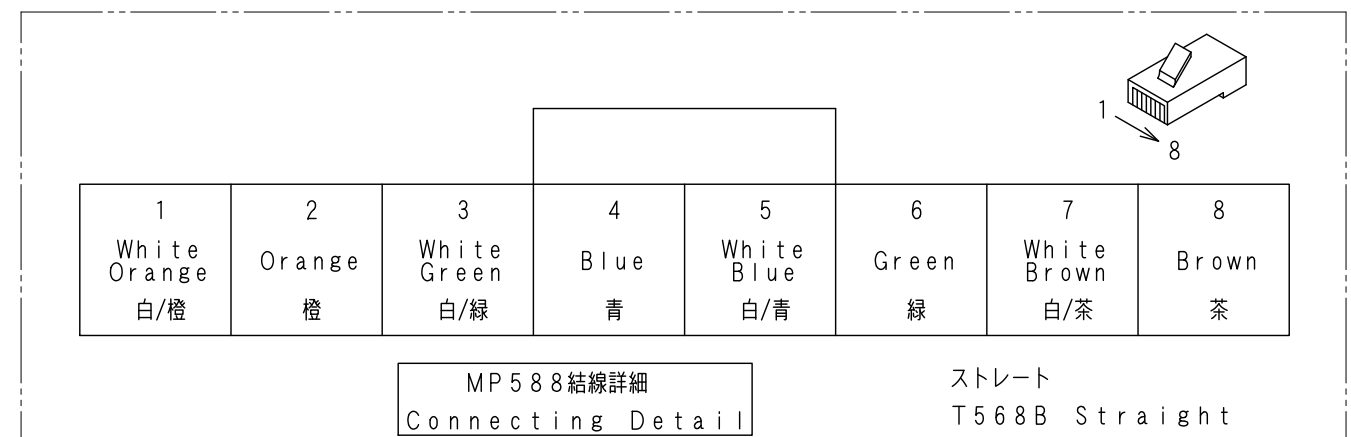 1
8
1 2 3 4 5 6 7 8
White Orange White Blue White Green White Brown
Orange Green Blue Brown
白/橙 橙 白/緑 青 白/青 緑 白/茶 茶
MP588結線詳細
Connecting Detail
ストレート
T568B Straight